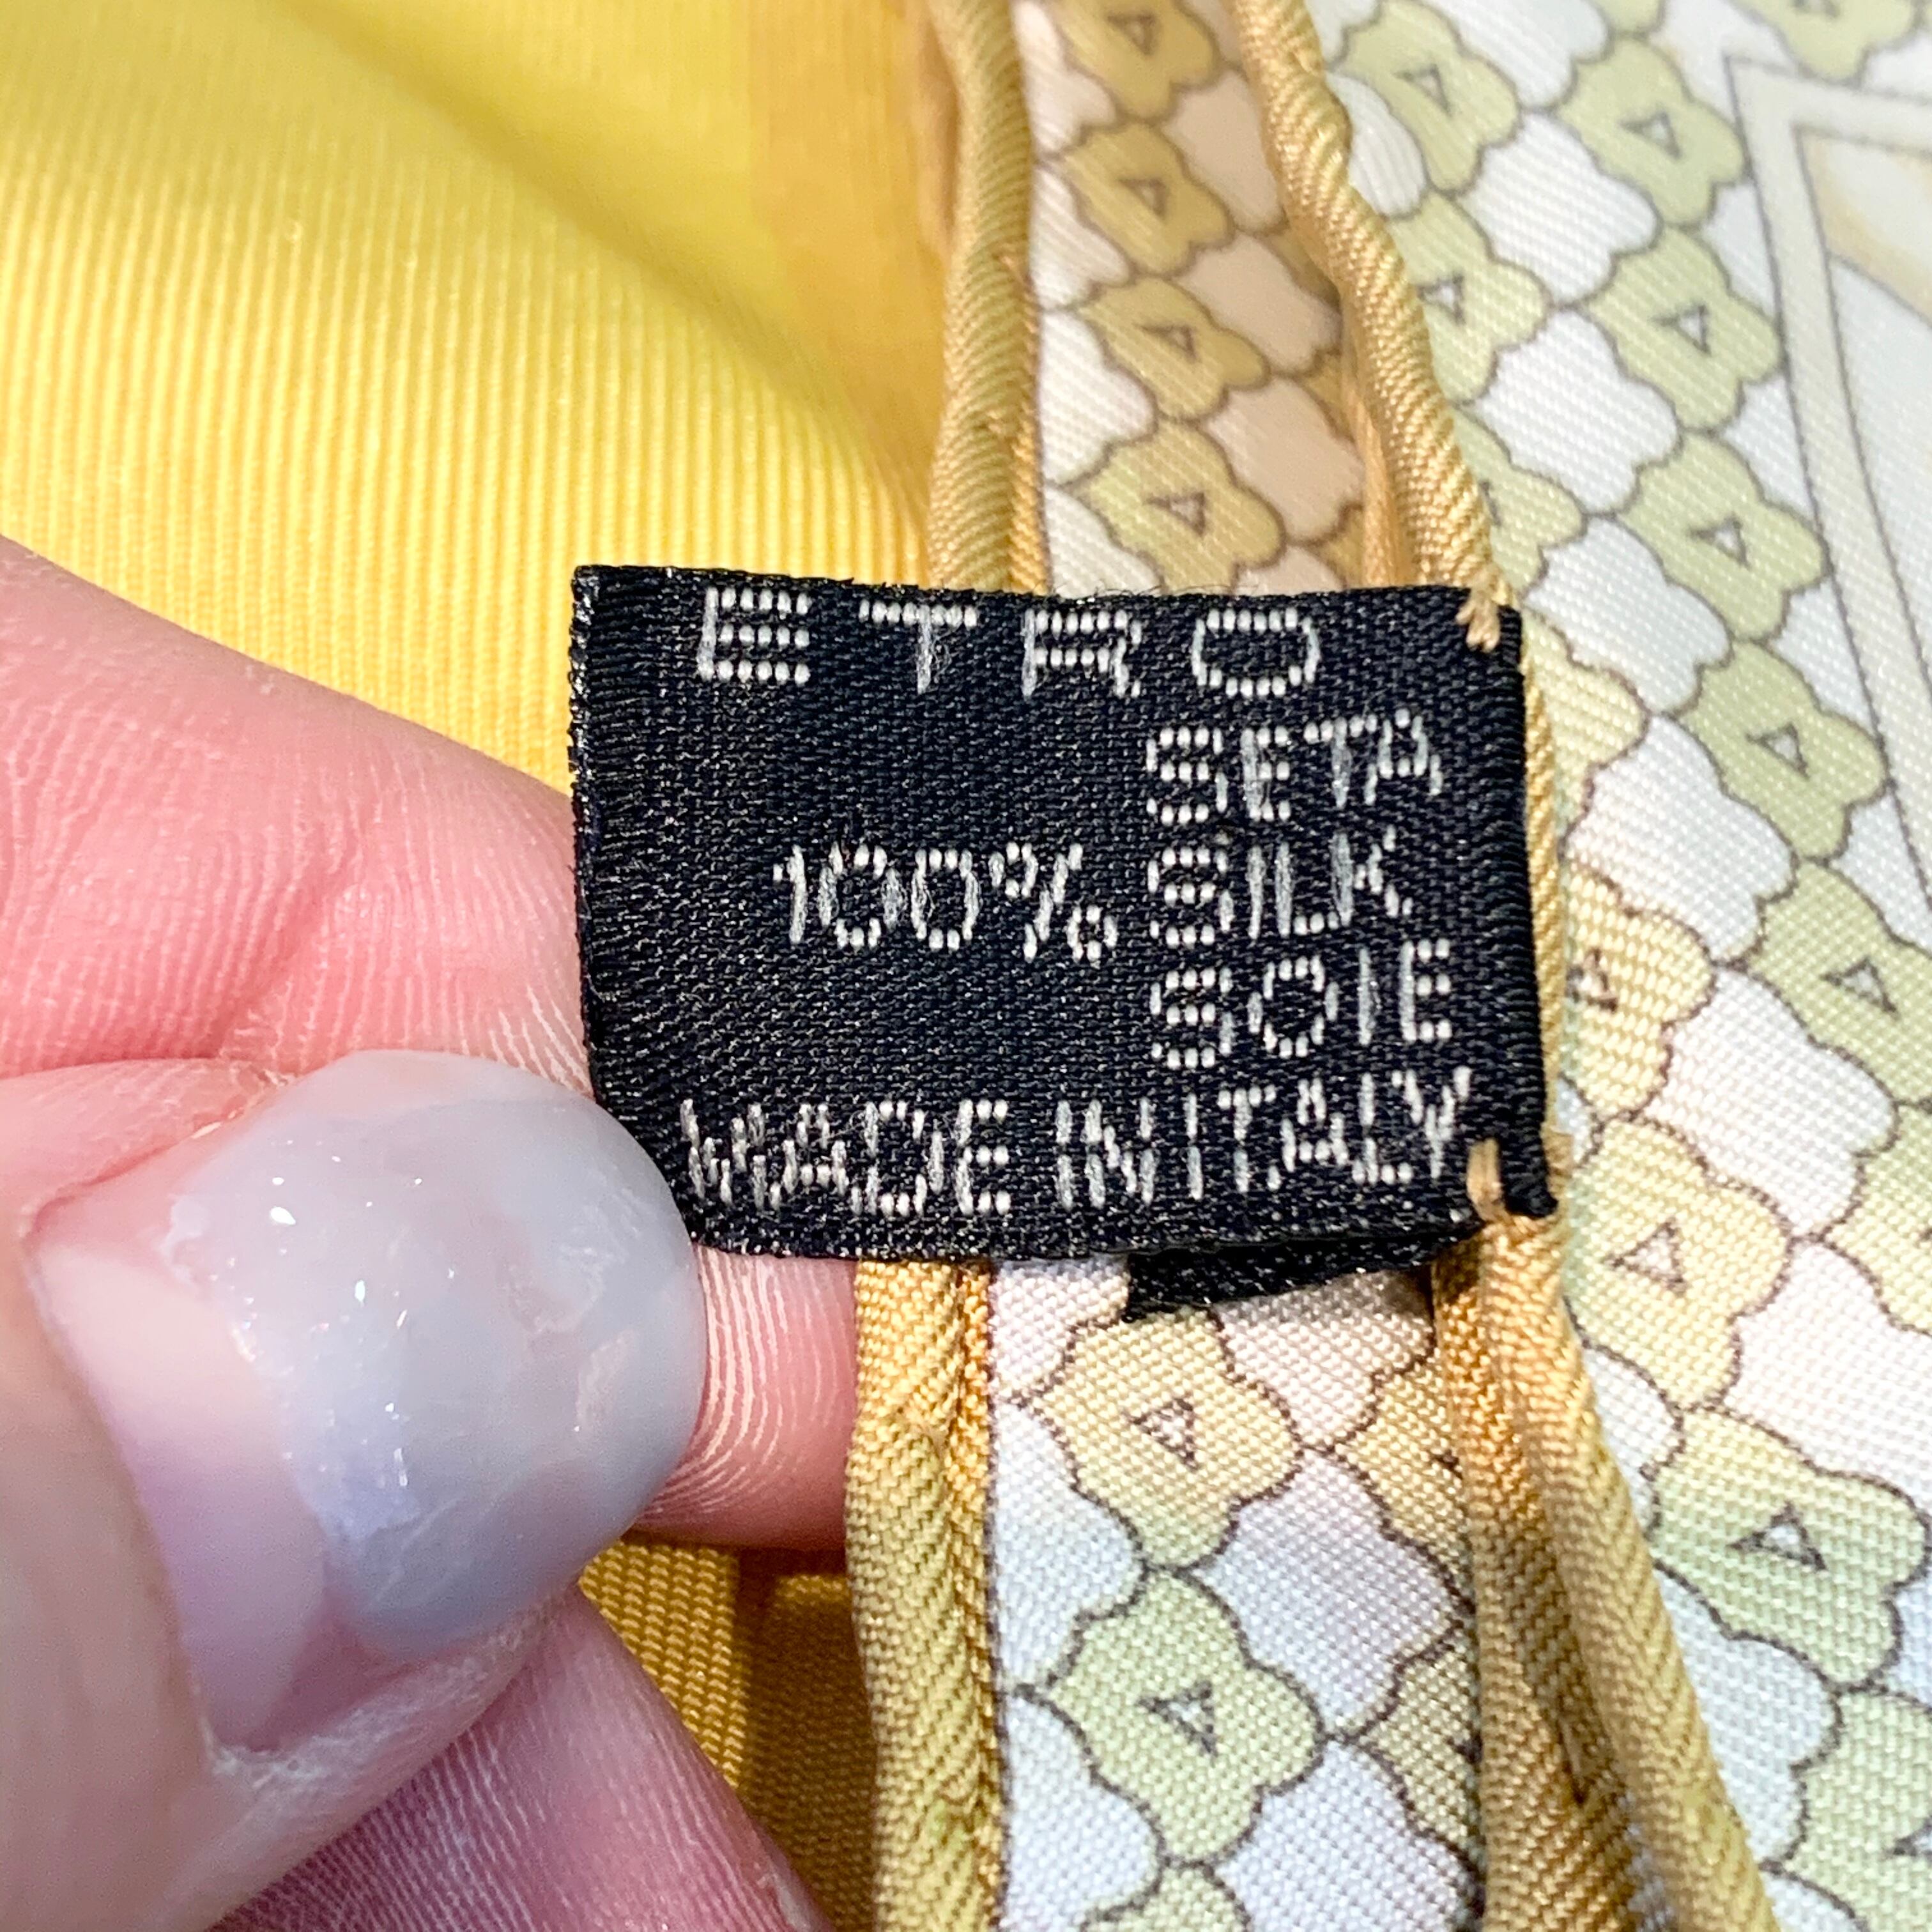 ETRO
SETA
100% SILK
SOIE
MADE IN ITALY